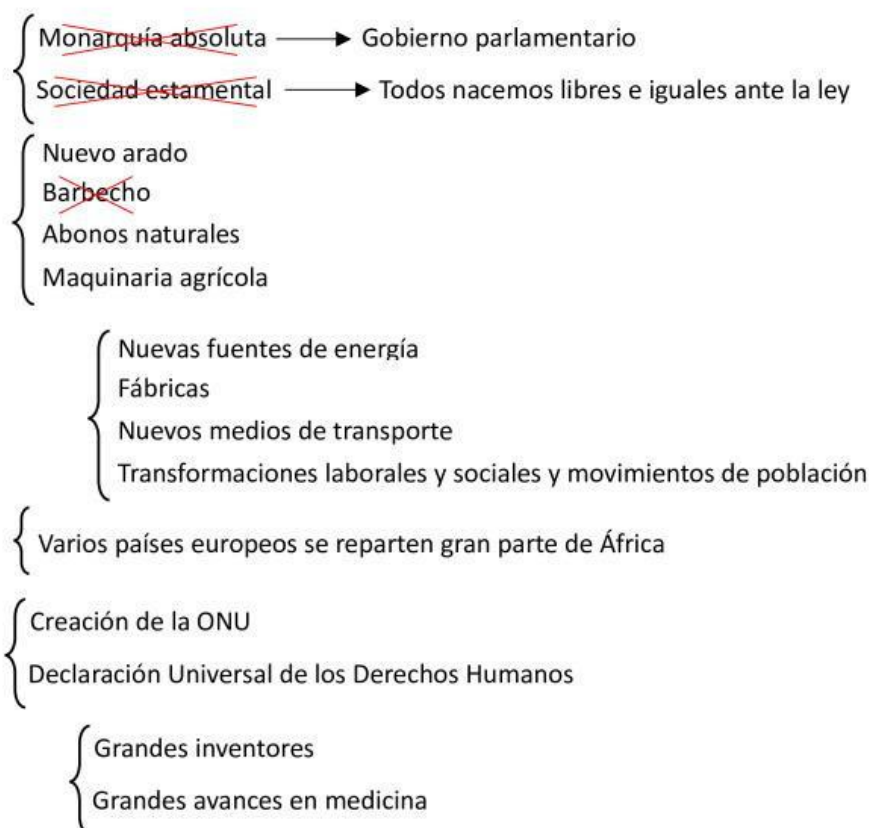 Monarquía absoluta → Gobierno parlamentario
Sociedad estamental → Todos nacemos libres e iguales ante la ley
Nuevo arado
Barbecho
Abonos naturales
Maquinaria agrícola
Nuevas fuentes de energía
Fábricas
Nuevos medios de transporte
Transformaciones laborales y sociales y movimientos de población
Varios países europeos se reparten gran parte de África
Creación de la ONU
Declaración Universal de los Derechos Humanos
Grandes inventores
Grandes avances en medicina